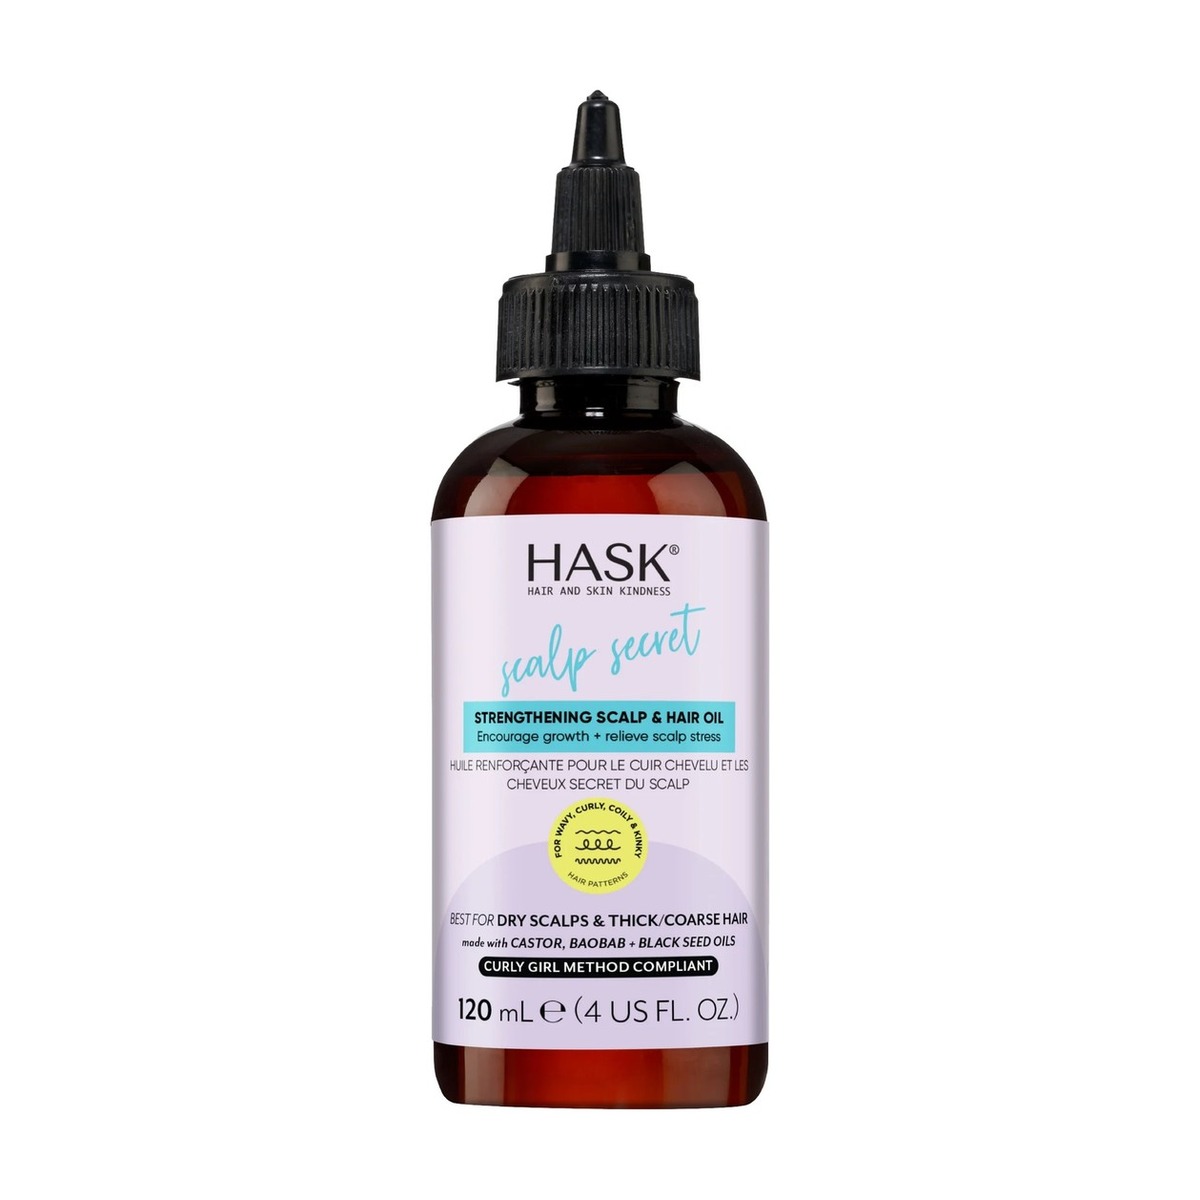 HASK®
HAIR AND SKIN KINDNESS
scalp secret
STRENGTHENING SCALP & HAIR OIL
Encourage growth + relieve scalp stress
HUILE RENFORÇANTE POUR LE CUIR CHEVELU ET LES
CHEVEUX SECRET DU SCALP
FOR WAVY, CURLY, COILY & KINKY
HAIR PATTERNS
BEST FOR DRY SCALPS & THICK/COARSE HAIR
made with CASTOR, BAOBAB + BLACK SEED OILS
CURLY GIRL METHOD COMPLIANT
120 mL ℮ (4 US FL. OZ.)